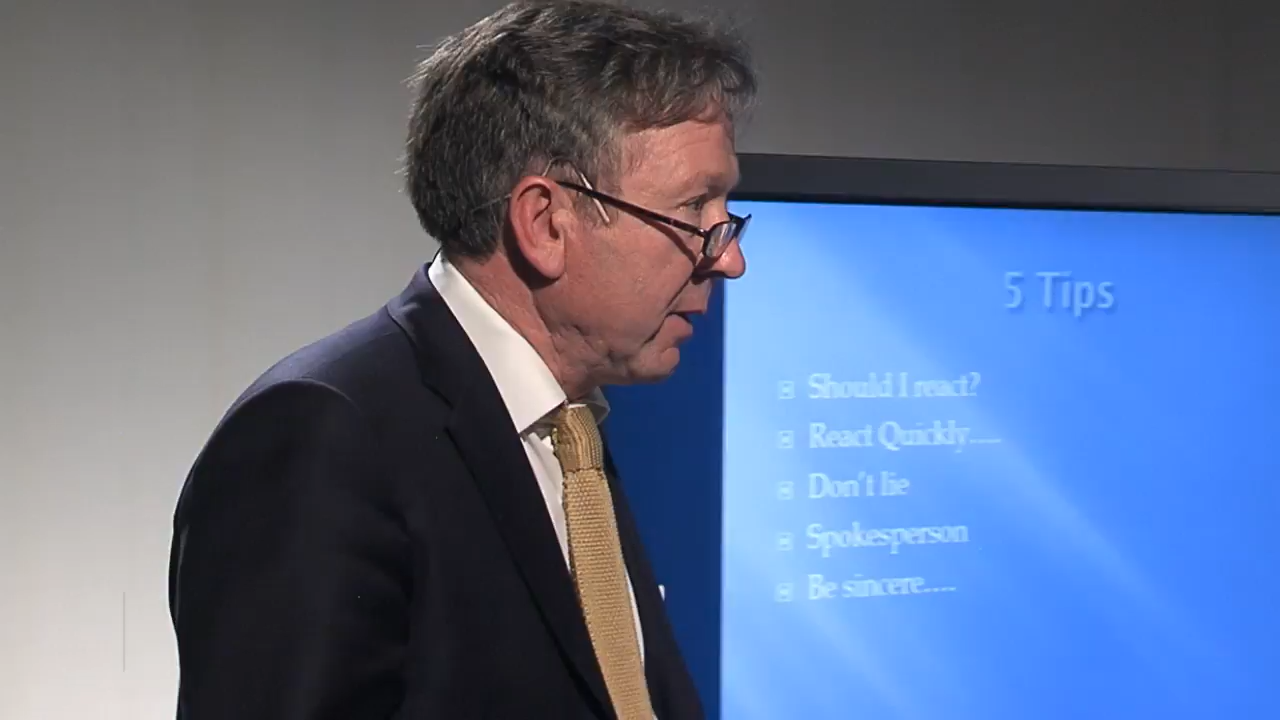 5 Tips
Should I react?
React Quickly....
Don't lie
Spokesperson
Be sincere....